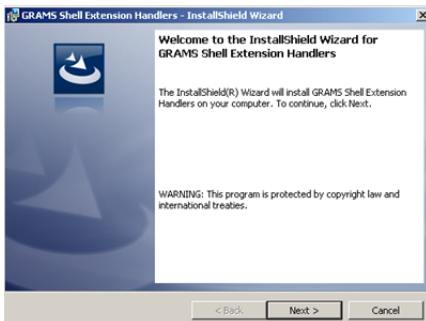 GRAMS Shell Extension Handlers - InstallShield Wizard
Welcome to the InstallShield Wizard for
GRAMS Shell Extension Handlers
The InstallShield(R) Wizard will install GRAMS Shell Extension
Handlers on your computer. To continue, click Next.
WARNING: This program is protected by copyright law and
international treaties.
< Back Next > Cancel